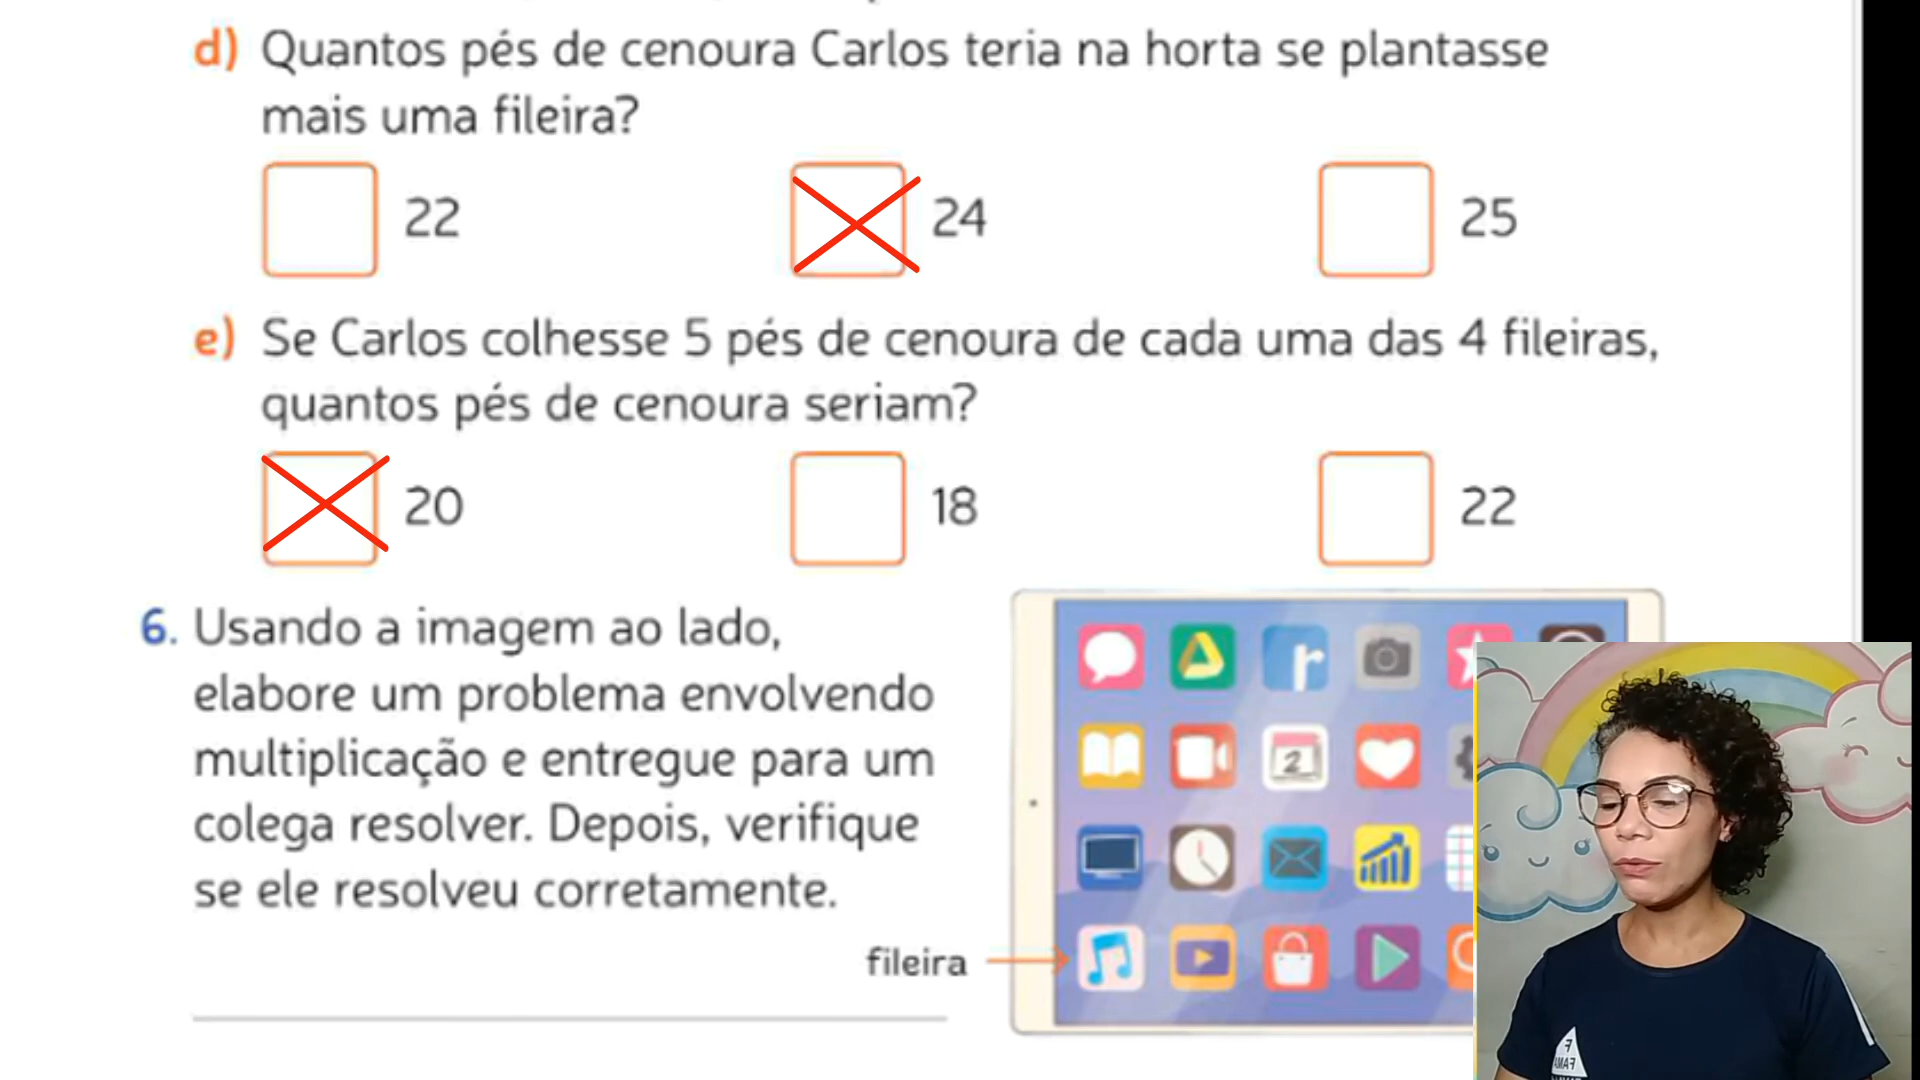 d) Quantos pés de cenoura Carlos teria na horta se plantasse
mais uma fileira?
22
24
25
e) Se Carlos colhesse 5 pés de cenoura de cada uma das 4 fileiras,
quantos pés de cenoura seriam?
20
18
22
6. Usando a imagem ao lado,
elabore um problema envolvendo
multiplicação e entregue para um
colega resolver. Depois, verifique
se ele resolveu corretamente.
r
2
fileira